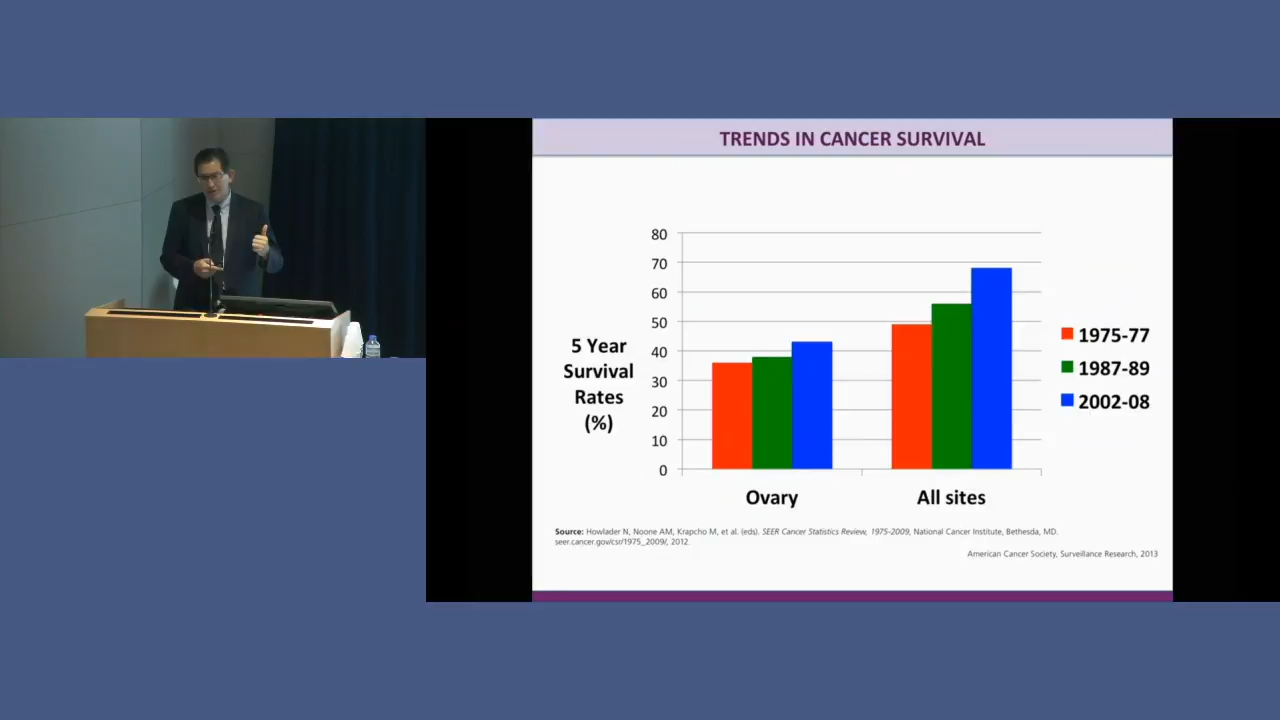 TRENDS IN CANCER SURVIVAL
80
70
60
50
40
30
20
10
0
5 Year
Survival
Rates
(%)
Ovary
All sites
1975-77
1987-89
2002-08
Source: Howlader N, Noone AM, Krapcho M, et al. (eds). SEER Cancer Statistics Review, 1975-2009, National Cancer Institute, Bethesda, MD.
seer.cancer.gov/csr/1975_2009/, 2012.
American Cancer Society, Surveillance Research, 2013